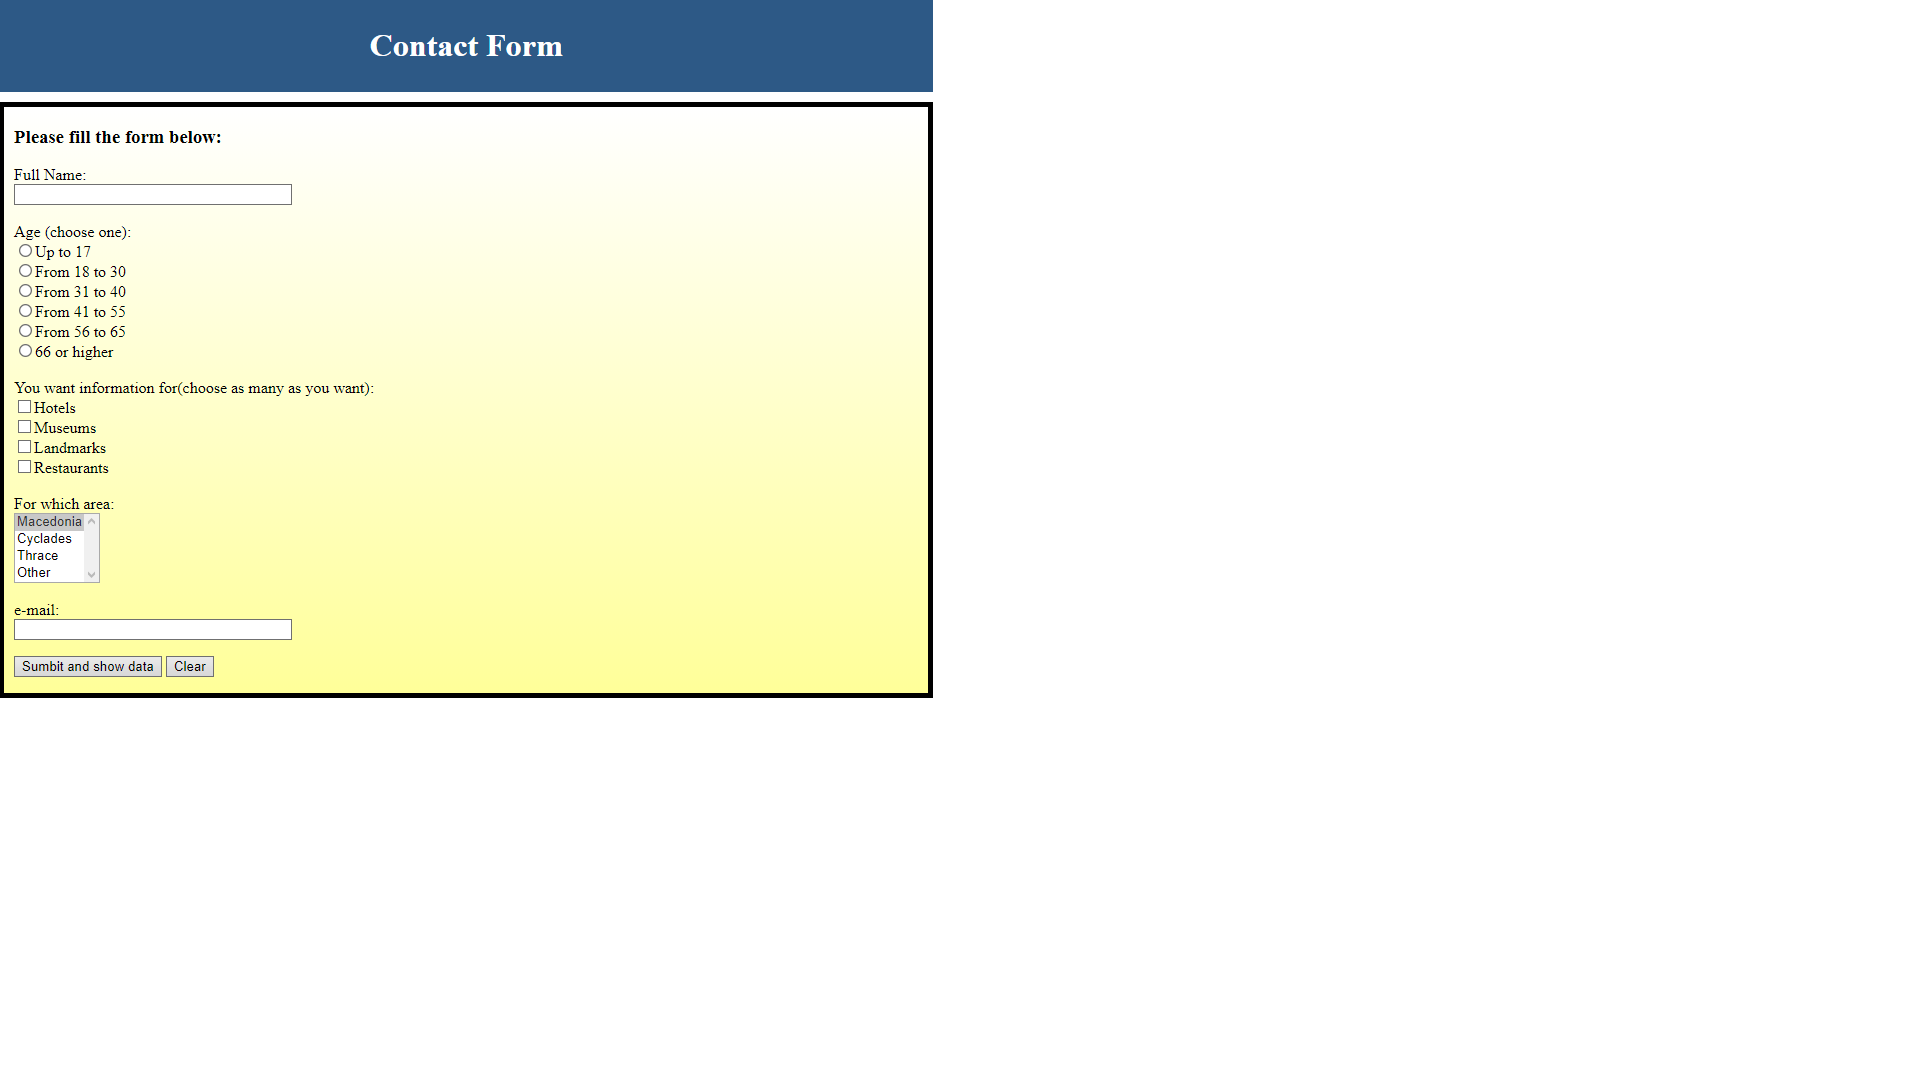 Contact Form
Please fill the form below:
Full Name:
Age (choose one):
Up to 17
From 18 to 30
From 31 to 40
From 41 to 55
From 56 to 65
66 or higher
You want information for(choose as many as you want):
Hotels
Museums
Landmarks
Restaurants
For which area:
Macedonia
Cyclades
Thrace
Other
e-mail:
Sumbit and show data Clear